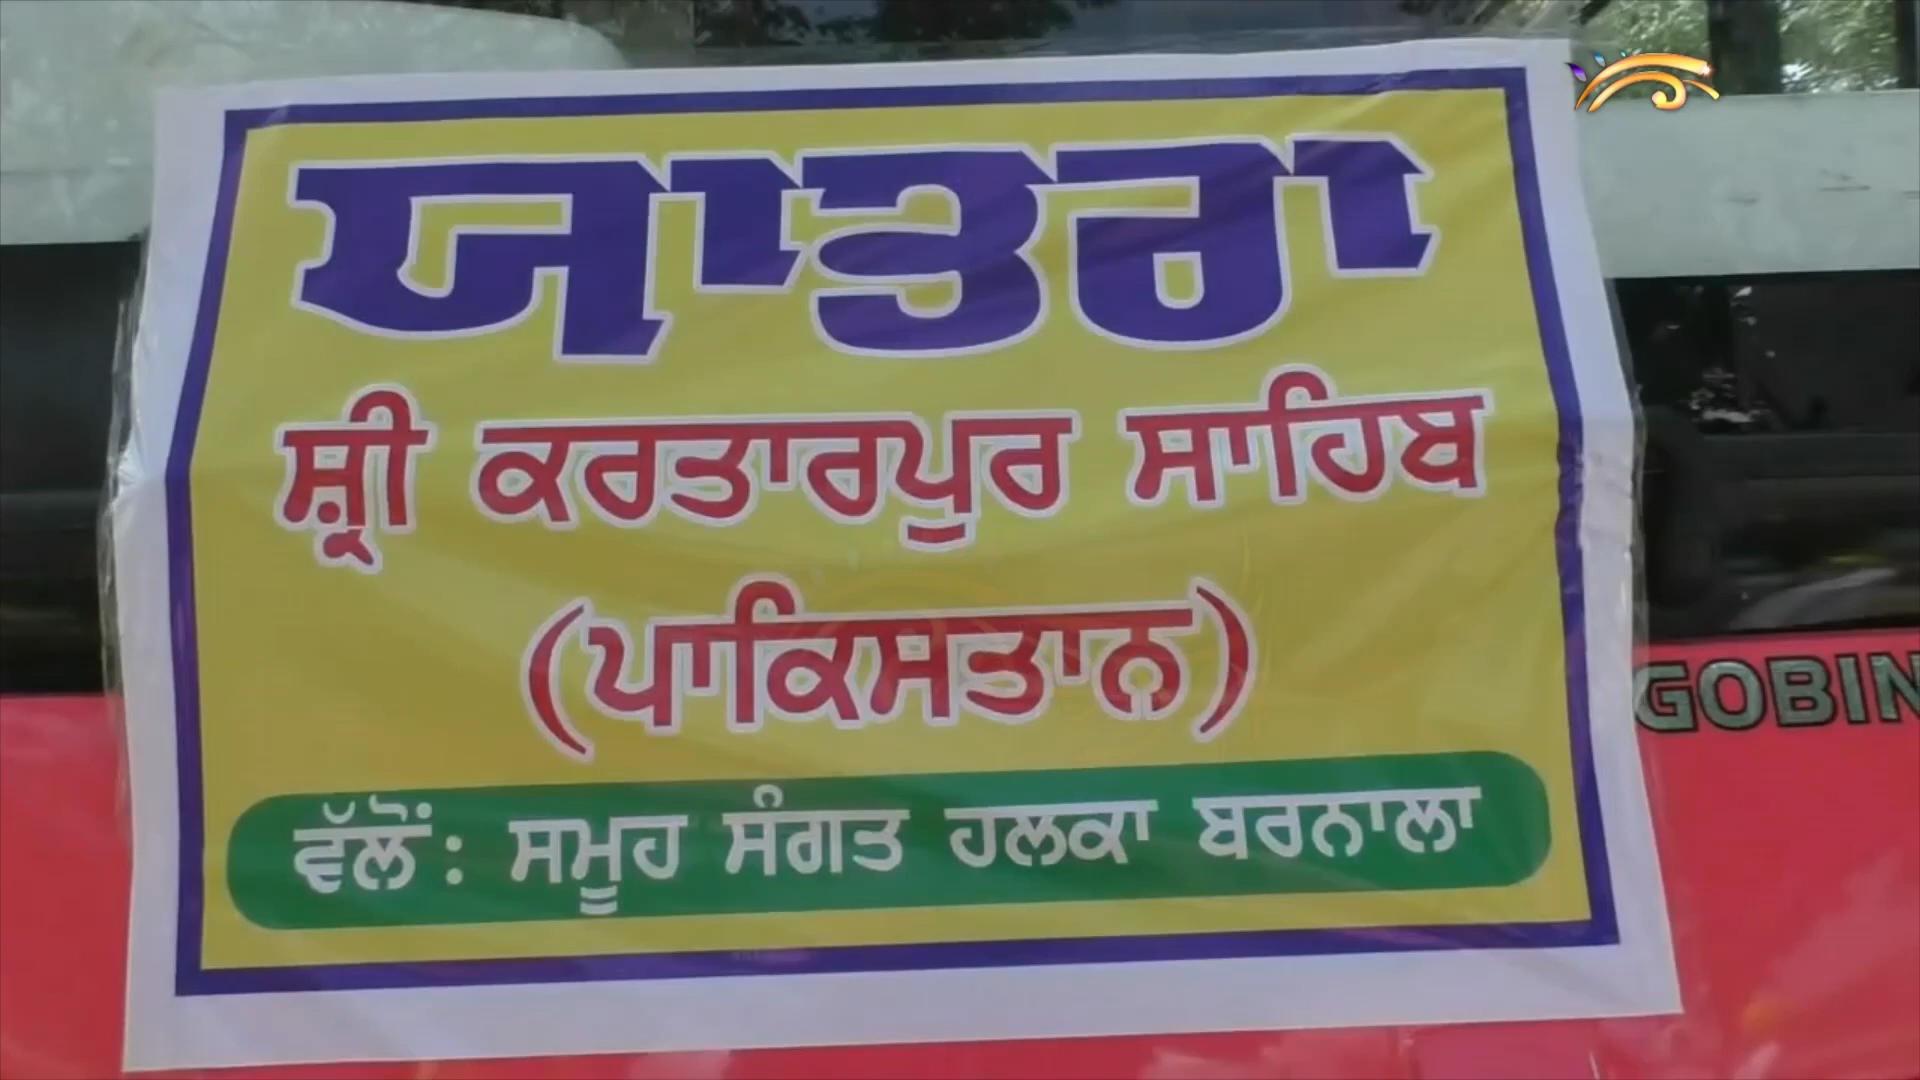 ਯਾਤਰਾ
ਸ਼੍ਰੀ ਕਰਤਾਰਪੁਰ ਸਾਹਿਬ
(ਪਾਕਿਸਤਾਨ)
ਵੱਲੋਂ : ਸਮੂਹ ਸੰਗਤ ਹਲਕਾ ਬਰਨਾਲਾ
GOBIN